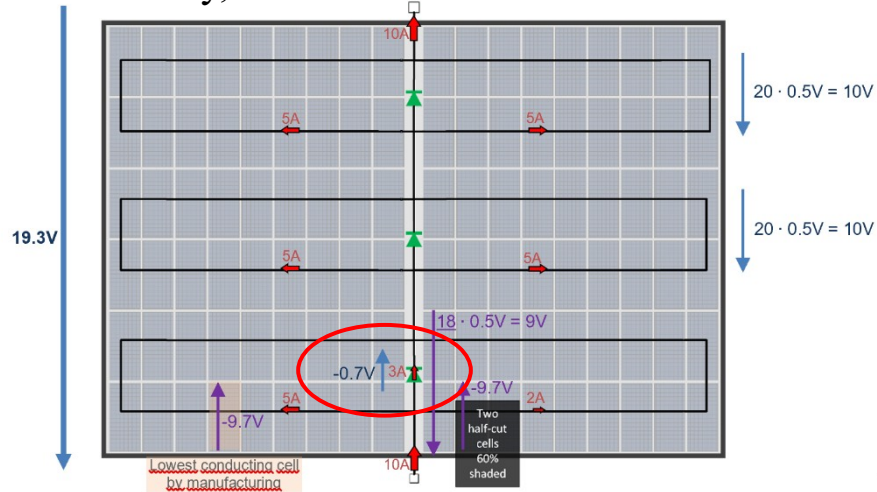 10A
20 · 0.5V = 10V
5A
5A
20 · 0.5V = 10V
19.3V
5A
5A
18 · 0.5V = 9V
-0.7V
3A
-9.7V
5A
2A
-9.7V
Two
half-cut
cells
60%
shaded
10A
Lowest conducting cell
by manufacturing